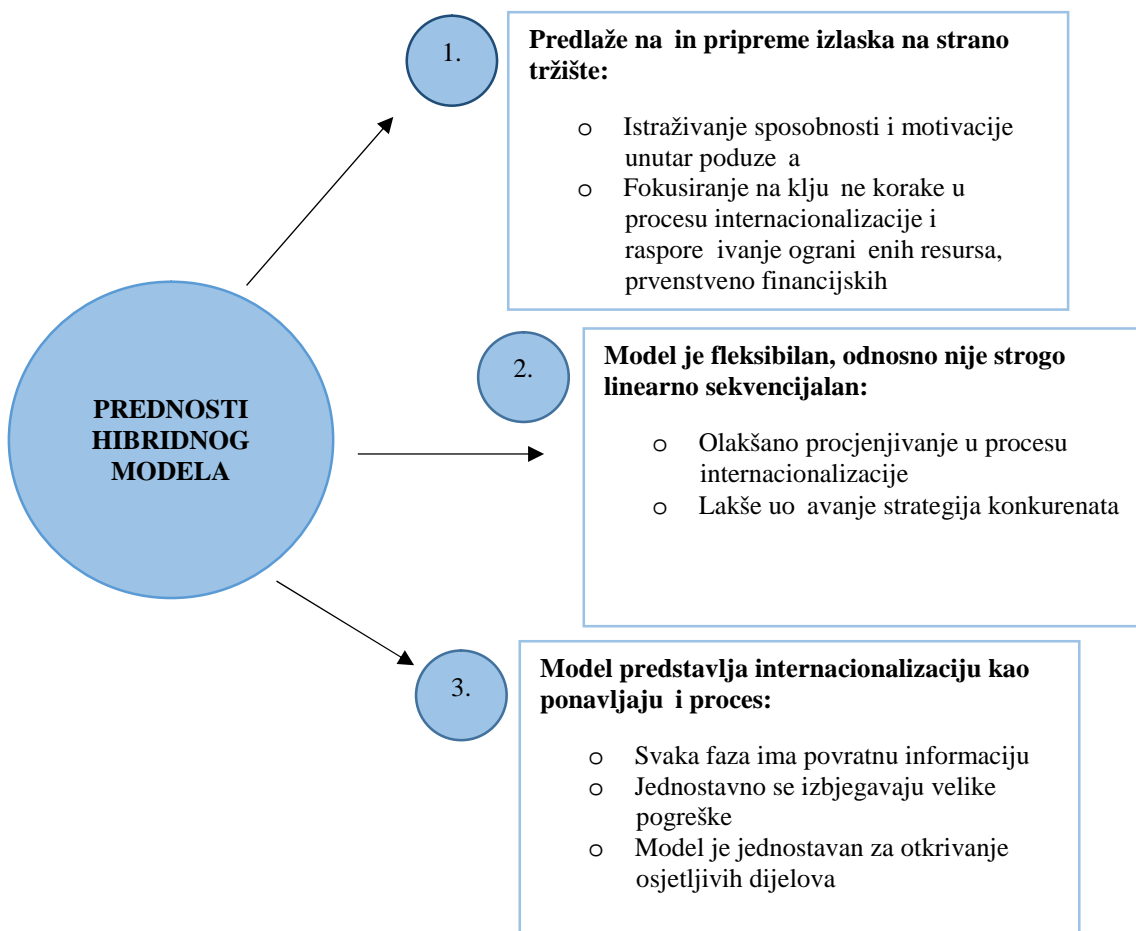 1.
Predlaže na in pripreme izlaska na strano
tržište:
o Istraživanje sposobnosti i motivacije
unutar poduze a
o Fokusiranje na klju ne korake u
procesu internacionalizacije i
raspore ivanje ograni enih resursa,
prvenstveno financijskih
PREDNOSTI
HIBRIDNOG
MODELA
2.
Model je fleksibilan, odnosno nije strogo
linearno sekvencijalan:
o Olakšano procjenjivanje u procesu
internacionalizacije
o Lakše uo avanje strategija konkurenata
3.
Model predstavlja internacionalizaciju kao
ponavljaju i proces:
o Svaka faza ima povratnu informaciju
o Jednostavno se izbjegavaju velike
pogreške
o Model je jednostavan za otkrivanje
osjetljivih dijelova